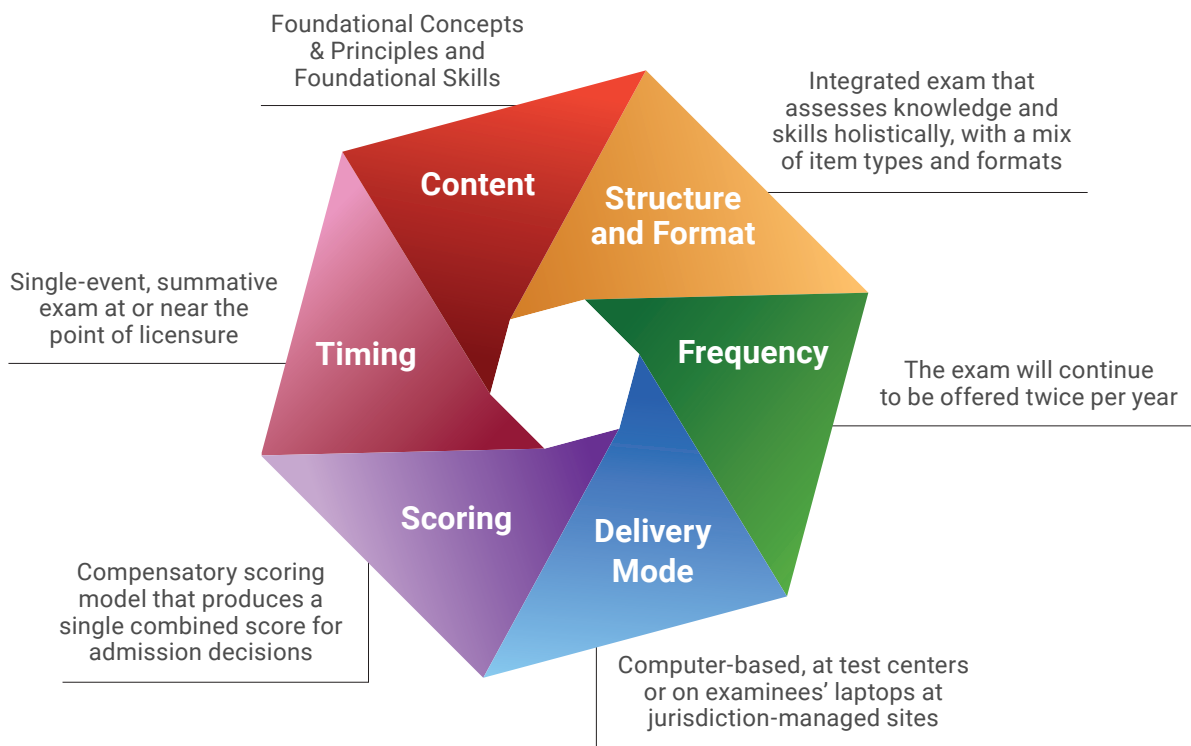 Foundational Concepts
& Principles and
Foundational Skills
Content
Integrated exam that
assesses knowledge and
skills holistically, with a mix
of item types and formats
Structure
and Format
Single-event, summative
exam at or near the
point of licensure
Timing
Frequency
The exam will continue
to be offered twice per year
Scoring
Compensatory scoring
model that produces a
single combined score for
admission decisions
Delivery
Mode
Computer-based, at test centers
or on examinees’ laptops at
jurisdiction-managed sites